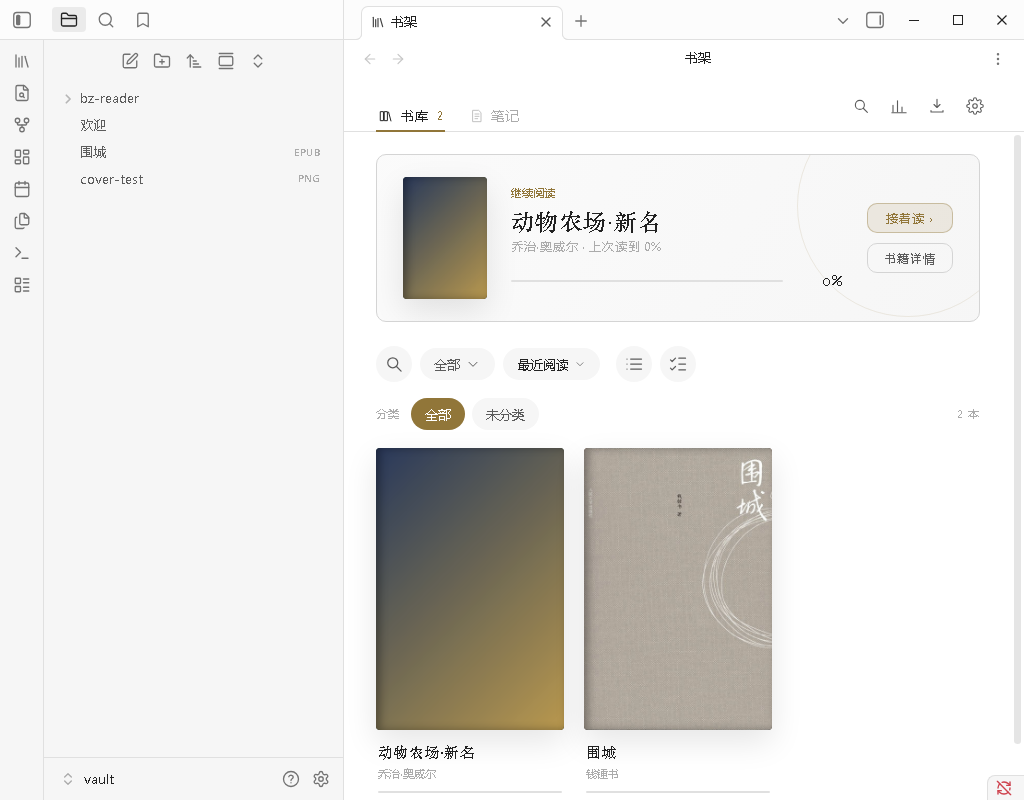 书架
书架
bz-reader
欢迎
围城 EPUB
cover-test PNG
书库 2 笔记
继续阅读
动物农场·新名
乔治·奥威尔 · 上次读到 0%
0%
接着读 ›
书籍详情
全部 最近阅读
分类 全部 未分类 2 本
围城
动物农场·新名
乔治·奥威尔
围城
钱锺书
vault